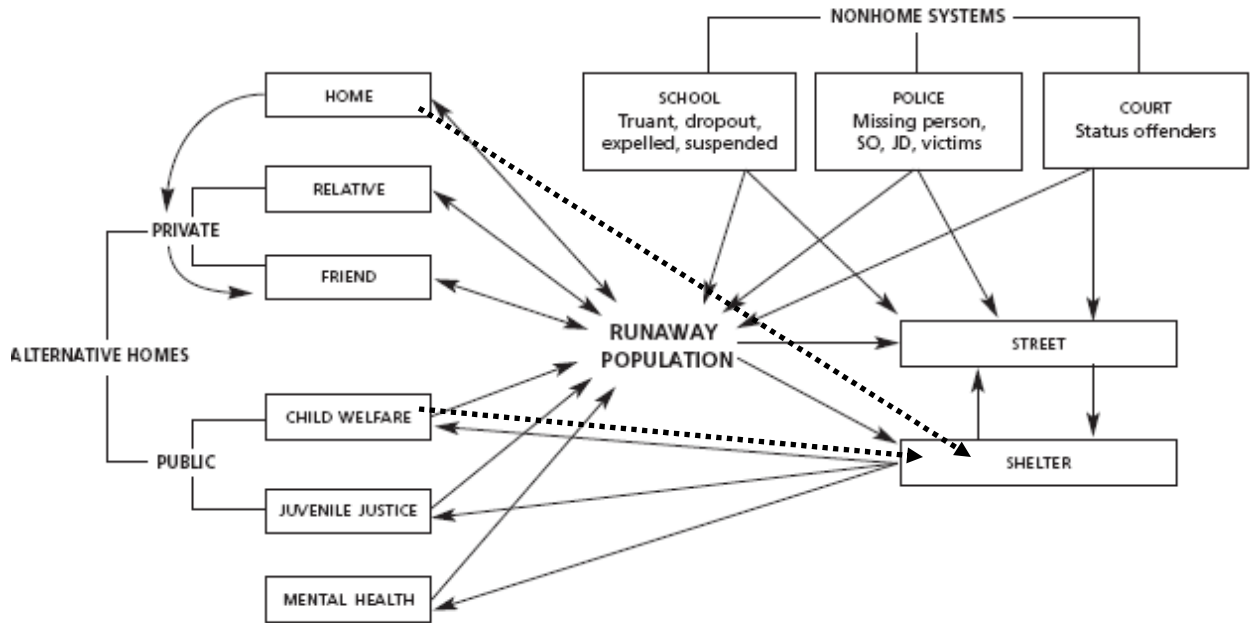 NONHOME SYSTEMS
HOME
SCHOOL
Truant, dropout,
expelled, suspended
POLICE
Missing person,
SO, JD, victims
COURT
Status offenders
RELATIVE
PRIVATE
FRIEND
RUNAWAY
POPULATION
STREET
ALTERNATIVE HOMES
CHILD WELFARE
PUBLIC
SHELTER
JUVENILE JUSTICE
MENTAL HEALTH